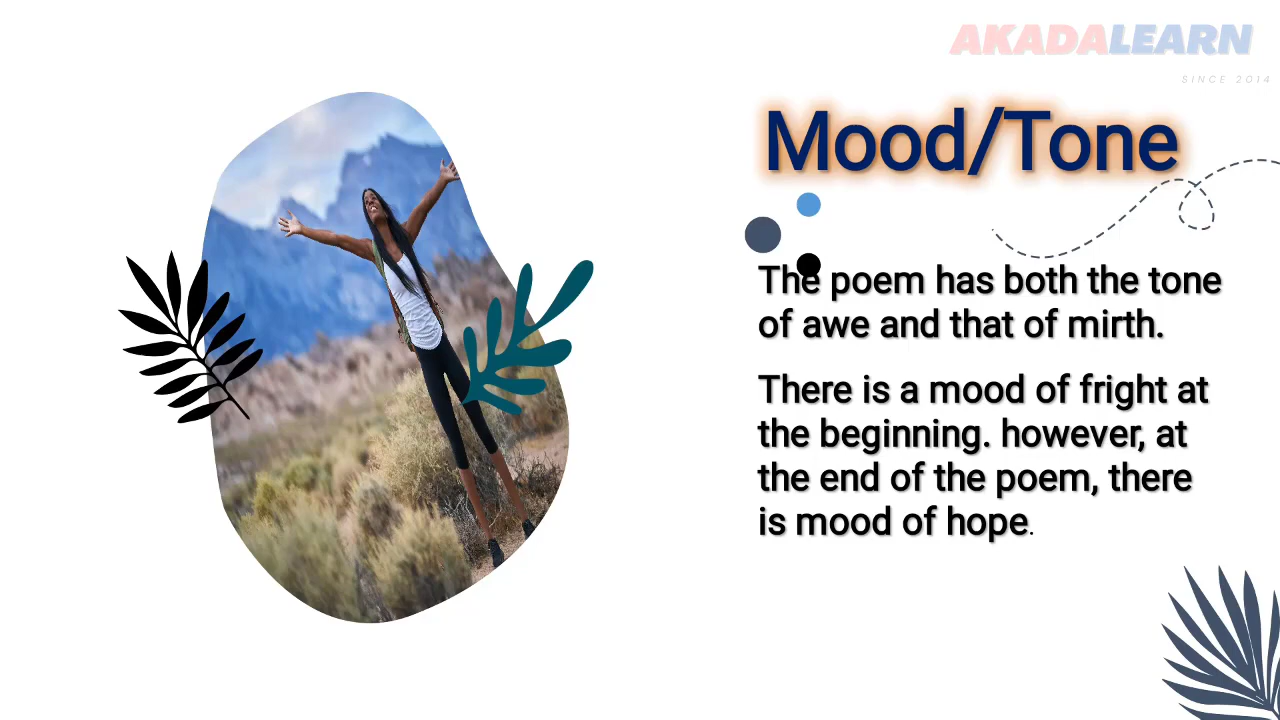 AKADALEARN
SINCE 2014
Mood/Tone
The poem has both the tone
of awe and that of mirth.
There is a mood of fright at
the beginning. however, at
the end of the poem, there
is mood of hope.